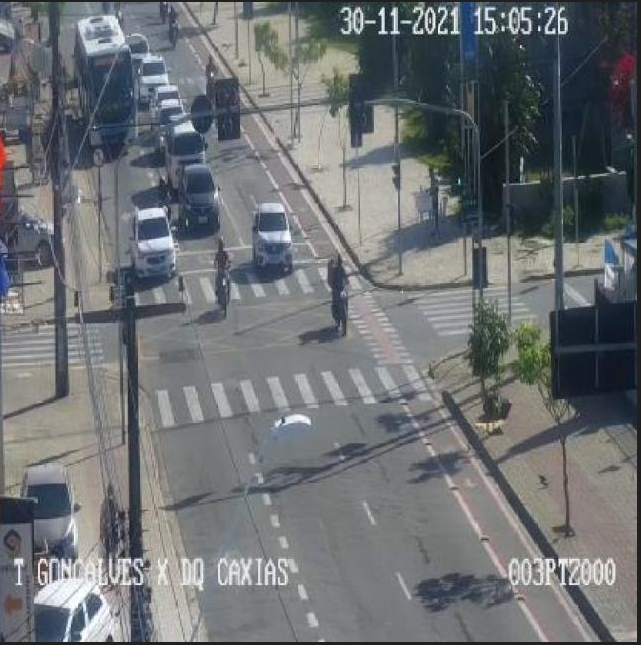 30-11-2021 15:05:26
T GONCALVES X DQ CAXIAS
003PTZ000